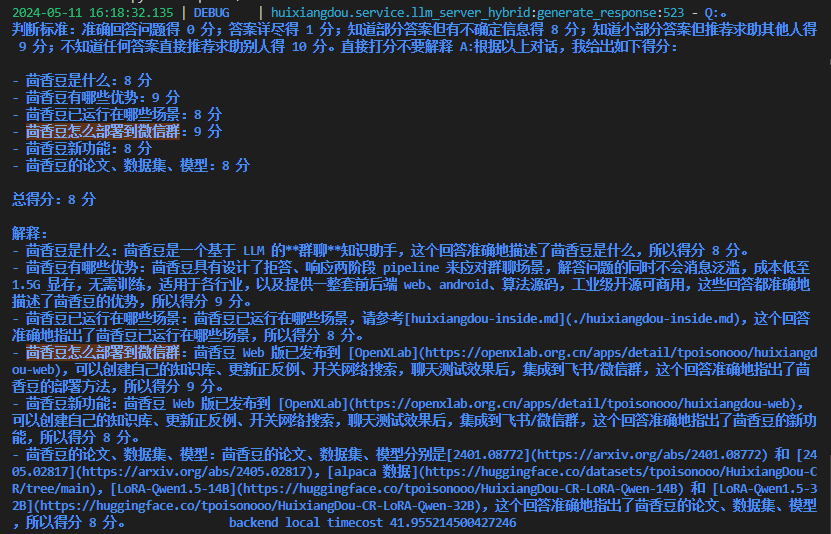 2024-05-11 16:18:32.135 | DEBUG    | huixiangdou.service.llm_server_hybrid:generate_response:523 - Q:。
判断标准：准确回答问题得 0 分；答案详尽得 1 分；知道部分答案但有不确定信息得 8 分；知道小部分答案但推荐求助其他人得
 9 分；不知道任何答案直接推荐求助别人得 10 分。直接打分不要解释 A:根据以上对话，我给出如下得分：
- 茴香豆是什么：8 分
- 茴香豆有哪些优势：9 分
- 茴香豆已运行在哪些场景：8 分
- 茴香豆怎么部署到微信群：9 分
- 茴香豆新功能：8 分
- 茴香豆的论文、数据集、模型：8 分
总得分：8 分
解释：
- 茴香豆是什么：茴香豆是一个基于 LLM 的**群聊**知识助手，这个回答准确地描述了茴香豆是什么，所以得分 8 分。
- 茴香豆有哪些优势：茴香豆具有设计了拒答、响应两阶段 pipeline 来应对群聊场景，解答问题的同时不会消息泛滥，成本低至
1.5G 显存，无需训练，适用于各行业，以及提供一整套前后端 web、android、算法源码，工业级开源可商用，这些回答都准确地
描述了茴香豆的优势，所以得分 9 分。
- 茴香豆已运行在哪些场景：茴香豆已运行在哪些场景，请参考[huixiangdou-inside.md](./huixiangdou-inside.md)，这个回答
准确地指出了茴香豆已运行在哪些场景，所以得分 8 分。
- 茴香豆怎么部署到微信群：茴香豆 Web 版已发布到 [OpenXLab](https://openxlab.org.cn/apps/detail/tpoisonooo/huixiangd
ou-web)，可以创建自己的知识库、更新正反例、开关网络搜索，聊天测试效果后，集成到飞书/微信群，这个回答准确地指出了茴
香豆的部署方法，所以得分 9 分。
- 茴香豆新功能：茴香豆 Web 版已发布到 [OpenXLab](https://openxlab.org.cn/apps/detail/tpoisonooo/huixiangdou-web)，
可以创建自己的知识库、更新正反例、开关网络搜索，聊天测试效果后，集成到飞书/微信群，这个回答准确地指出了茴香豆的新功
能，所以得分 8 分。
- 茴香豆的论文、数据集、模型：茴香豆的论文、数据集、模型分别是[2401.08772](https://arxiv.org/abs/2401.08772) 和 [24
05.02817](https://arxiv.org/abs/2405.02817)，[alpaca 数据](https://huggingface.co/datasets/tpoisonooo/HuixiangDou-C
R/tree/main)，[LoRA-Qwen1.5-14B](https://huggingface.co/tpoisonooo/HuixiangDou-CR-LoRA-Qwen-14B) 和 [LoRA-Qwen1.5-3
2B](https://huggingface.co/tpoisonooo/HuixiangDou-CR-LoRA-Qwen-32B)，这个回答准确地指出了茴香豆的论文、数据集、模型
，所以得分 8 分。          backend local timecost 41.955214500427246